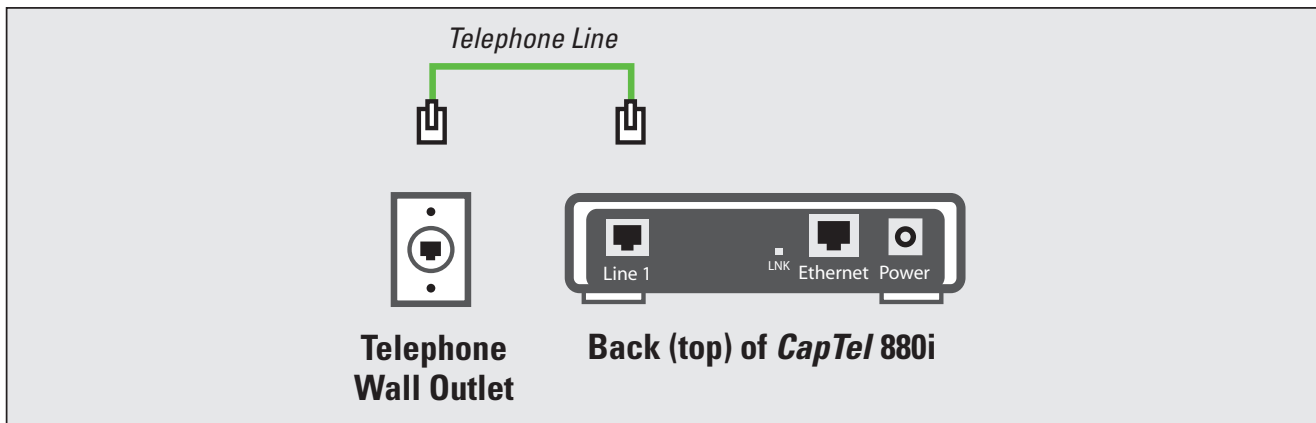 Telephone Line
Line 1
LNK
Ethernet
Power
Telephone
Wall Outlet
Back (top) of CapTel 880i